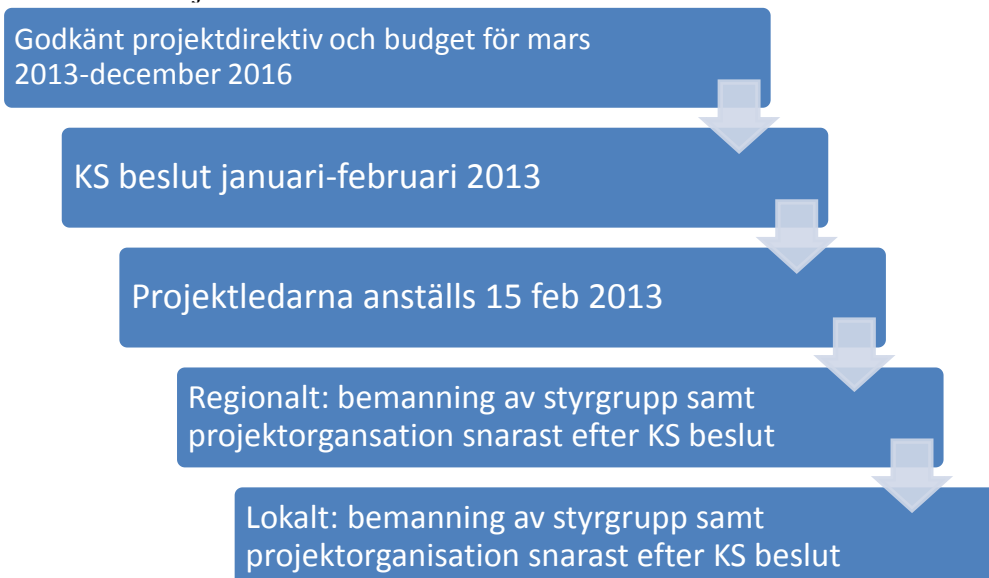 Godkänt projektdirektiv och budget för mars
2013-december 2016
KS beslut januari-februari 2013
Projektledarna anställs 15 feb 2013
Regionalt: bemanning av styrgrupp samt
projektorgansation snarast efter KS beslut
Lokalt: bemanning av styrgrupp samt
projektorganisation snarast efter KS beslut